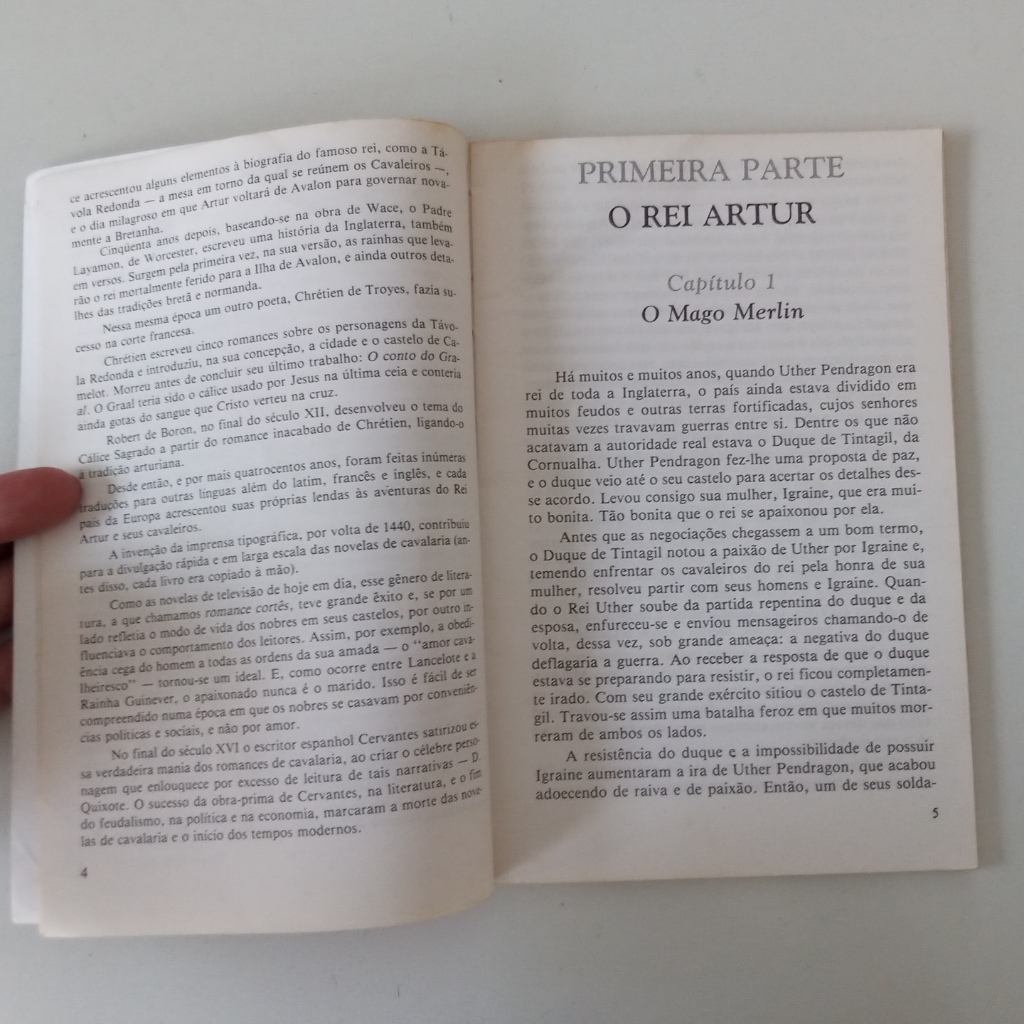 ce acrescentou alguns elementos à biografia do famoso rei, como a Tá-
vola Redonda — a mesa em torno da qual se reúnem os Cavaleiros —,
e o dia milagroso em que Artur voltará de Avalon para governar nova-
mente a Bretanha.
Cinqüenta anos depois, baseando-se na obra de Wace, o Padre
Layamon, de Worcester, escreveu uma história da Inglaterra, também
em versos. Surgem pela primeira vez, na sua versão, as rainhas que leva-
rão o rei mortalmente ferido para a Ilha de Avalon, e ainda outros deta-
lhes das tradições bretã e normanda.
Nessa mesma época um outro poeta, Chrétien de Troyes, fazia su-
cesso na corte francesa.
Chrétien escreveu cinco romances sobre os personagens da Távo-
la Redonda e introduziu, na sua concepção, a cidade e o castelo de Ca-
melot. Morreu antes de concluir seu último trabalho: O conto do Gra-
al. O Graal teria sido o cálice usado por Jesus na última ceia e conteria
ainda gotas do sangue que Cristo verteu na cruz.
Robert de Boron, no final do século XII, desenvolveu o tema do
Cálice Sagrado a partir do romance inacabado de Chrétien, ligando-o
à tradição arturiana.
Desde então, e por mais quatrocentos anos, foram feitas inúmeras
traduções para outras línguas além do latim, francês e inglês, e cada
país da Europa acrescentou suas próprias lendas às aventuras do Rei
Artur e seus cavaleiros.
A invenção da imprensa tipográfica, por volta de 1440, contribuiu
para a divulgação rápida e em larga escala das novelas de cavalaria (an-
tes disso, cada livro era copiado à mão).
Como as novelas de televisão de hoje em dia, esse gênero de litera-
tura, a que chamamos romance cortês, teve grande êxito e, se por um
lado refletia o modo de vida dos nobres em seus castelos, por outro in-
fluenciava o comportamento dos leitores. Assim, por exemplo, a obedi-
ência cega do homem a todas as ordens da sua amada — o "amor cava-
lheiresco" — tornou-se um ideal. E, como ocorre entre Lancelote e a
Rainha Guinever, o apaixonado nunca é o marido. Isso é fácil de ser
compreendido numa época em que os nobres se casavam por conveniên-
cias políticas e sociais, e não por amor.
No final do século XVI o escritor espanhol Cervantes satirizou es-
sa verdadeira mania dos romances de cavalaria, ao criar o célebre perso-
nagem que enlouquece por excesso de leitura de tais narrativas — D.
Quixote. O sucesso da obra-prima de Cervantes, na literatura, e o fim
do feudalismo, na política e na economia, marcaram a morte das nove-
las de cavalaria e o início dos tempos modernos.
4
PRIMEIRA PARTE
O REI ARTUR
Capítulo 1
O Mago Merlin
Há muitos e muitos anos, quando Uther Pendragon era
rei de toda a Inglaterra, o país ainda estava dividido em
muitos feudos e outras terras fortificadas, cujos senhores
muitas vezes travavam guerras entre si. Dentre os que não
acatavam a autoridade real estava o Duque de Tintagil, da
Cornualha. Uther Pendragon fez-lhe uma proposta de paz,
e o duque veio até o seu castelo para acertar os detalhes des-
se acordo. Levou consigo sua mulher, Igraine, que era mui-
to bonita. Tão bonita que o rei se apaixonou por ela.
Antes que as negociações chegassem a um bom termo,
o Duque de Tintagil notou a paixão de Uther por Igraine e,
temendo enfrentar os cavaleiros do rei pela honra de sua
mulher, resolveu partir com seus homens e Igraine. Quan-
do o Rei Uther soube da partida repentina do duque e da
esposa, enfureceu-se e enviou mensageiros chamando-o de
volta, dessa vez, sob grande ameaça: a negativa do duque
deflagaria a guerra. Ao receber a resposta de que o duque
estava se preparando para resistir, o rei ficou completamen-
te irado. Com seu grande exército sitiou o castelo de Tinta-
gil. Travou-se assim uma batalha feroz em que muitos mor-
reram de ambos os lados.
A resistência do duque e a impossibilidade de possuir
Igraine aumentaram a ira de Uther Pendragon, que acabou
adoecendo de raiva e de paixão. Então, um de seus solda-
5